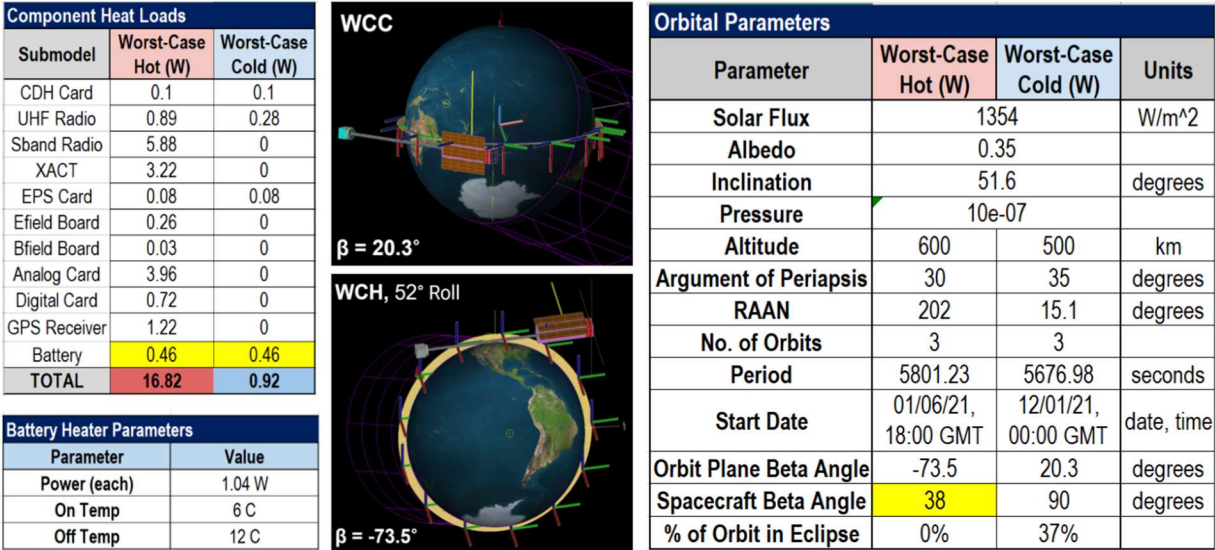 Component Heat Loads
Submodel Worst-Case Hot (W) Worst-Case Cold (W)
CDH Card 0.1 0.1
UHF Radio 0.89 0.28
Sband Radio 5.88 0
XACT 3.22 0
EPS Card 0.08 0.08
Efield Board 0.26 0
Bfield Board 0.03 0
Analog Card 3.96 0
Digital Card 0.72 0
GPS Receiver 1.22 0
Battery 0.46 0.46
TOTAL 16.82 0.92
Battery Heater Parameters
Parameter Value
Power (each) 1.04 W
On Temp 6 C
Off Temp 12 C
WCC
β = 20.3°
WCH, 52° Roll
β = -73.5°
Orbital Parameters
Parameter Worst-Case Hot (W) Worst-Case Cold (W) Units
Solar Flux 1354 W/m^2
Albedo 0.35
Inclination 51.6 degrees
Pressure 10e-07
Altitude 600 500 km
Argument of Periapsis 30 35 degrees
RAAN 202 15.1 degrees
No. of Orbits 3 3
Period 5801.23 5676.98 seconds
Start Date 01/06/21, 18:00 GMT 12/01/21, 00:00 GMT date, time
Orbit Plane Beta Angle -73.5 20.3 degrees
Spacecraft Beta Angle 38 90 degrees
% of Orbit in Eclipse 0% 37%